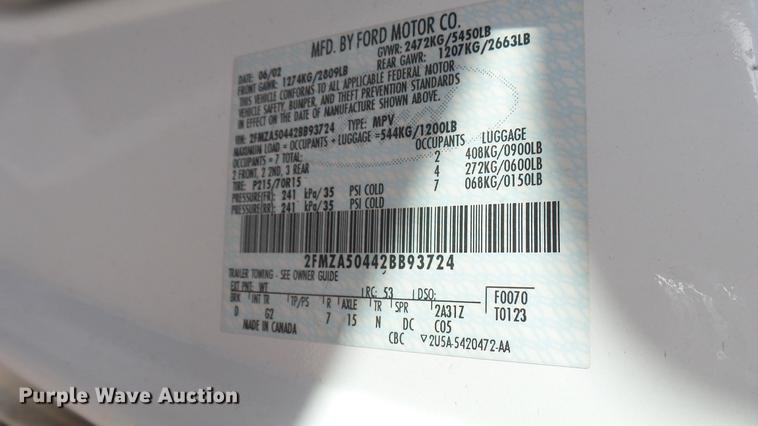 MFD. BY FORD MOTOR CO.
DATE: 06/02 GVWR: 2472KG/5450LB
FRONT GAWR: 1274KG/2809LB REAR GAWR: 1207KG/2663LB
THIS VEHICLE CONFORMS TO ALL APPLICABLE FEDERAL MOTOR
VEHICLE SAFETY, BUMPER, AND THEFT PREVENTION STANDARDS
IN EFFECT ON THE DATE OF MANUFACTURE SHOWN ABOVE.
VIN: 2FMZA50442BB93724 TYPE: MPV
MAXIMUM LOAD = OCCUPANTS + LUGGAGE =544KG/1200LB
OCCUPANTS = 7 TOTAL: OCCUPANTS LUGGAGE
2 FRONT, 2 2ND, 3 REAR 2 408KG/0900LB
TIRE: P215/70R15 4 272KG/0600LB
PRESSURE(FR): 241 kPa/35 PSI COLD 7 068KG/0150LB
PRESSURE(RR): 241 kPa/35 PSI COLD
2FMZA50442BB93724
TRAILER TOWING - SEE OWNER GUIDE
EXT PNT: WT RC: 53 DSO: F0070
BRK INT TR TP/PS R AXLE TR SPR 2A31Z T0123
D G2 7 15 N DC C05
MADE IN CANADA CBC ▽2U5A-5420472-AA
Purple Wave Auction